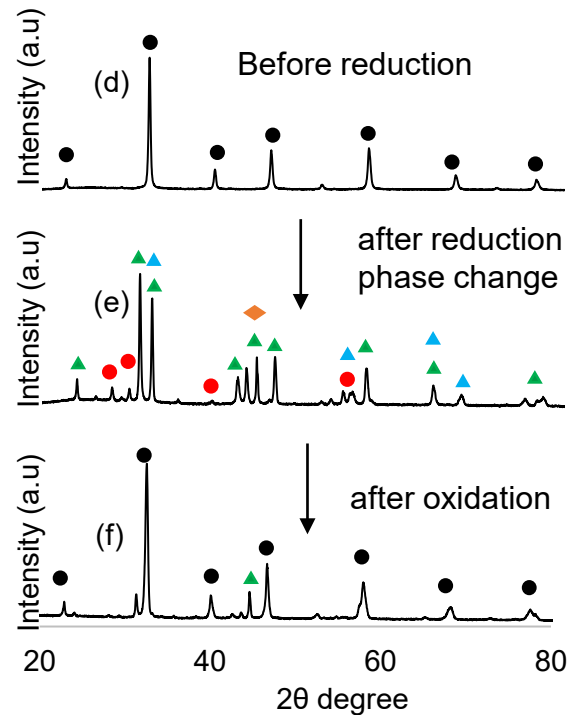 Intensity (a.u)
(d)
Before reduction
Intensity (a.u)
(e)
after reduction
phase change
Intensity (a.u)
(f)
after oxidation
20 40 60 80
2θ degree